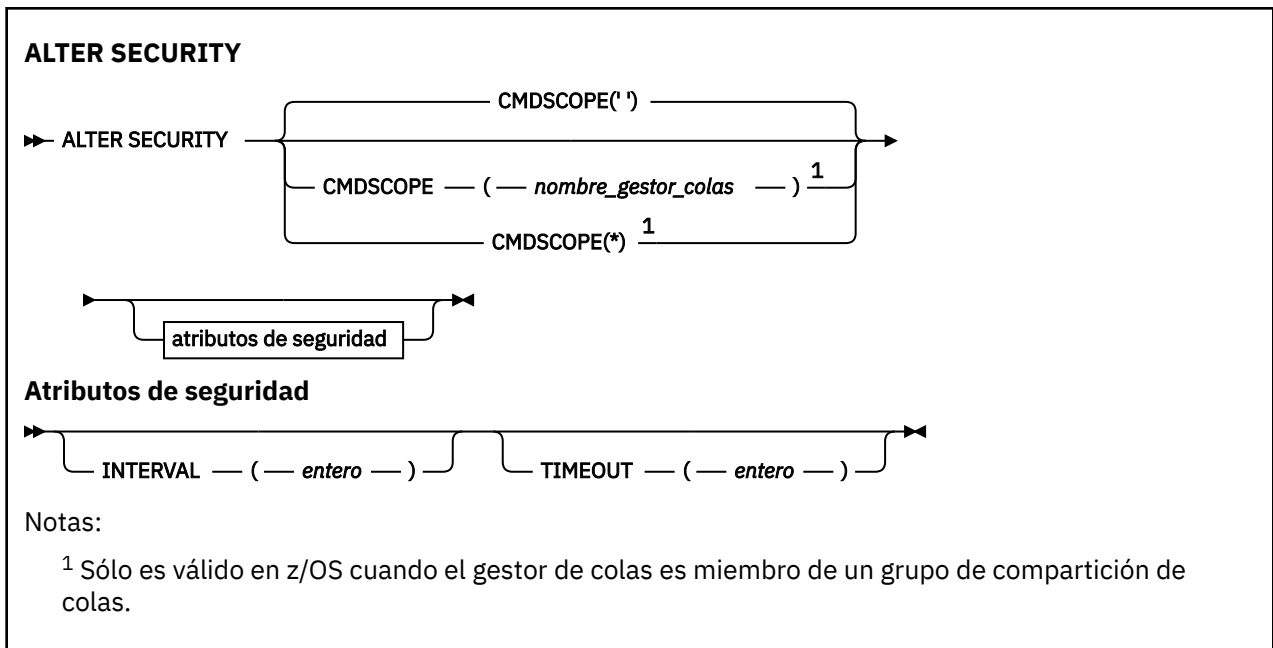 ALTER SECURITY
CMDSCOPE(' ')
ALTER SECURITY
CMDSCOPE ( nombre_gestor_colas ) 1
CMDSCOPE(*) 1
atributos de seguridad
Atributos de seguridad
INTERVAL ( entero ) TIMEOUT ( entero )
Notas:
1 Sólo es válido en z/OS cuando el gestor de colas es miembro de un grupo de compartición de
colas.